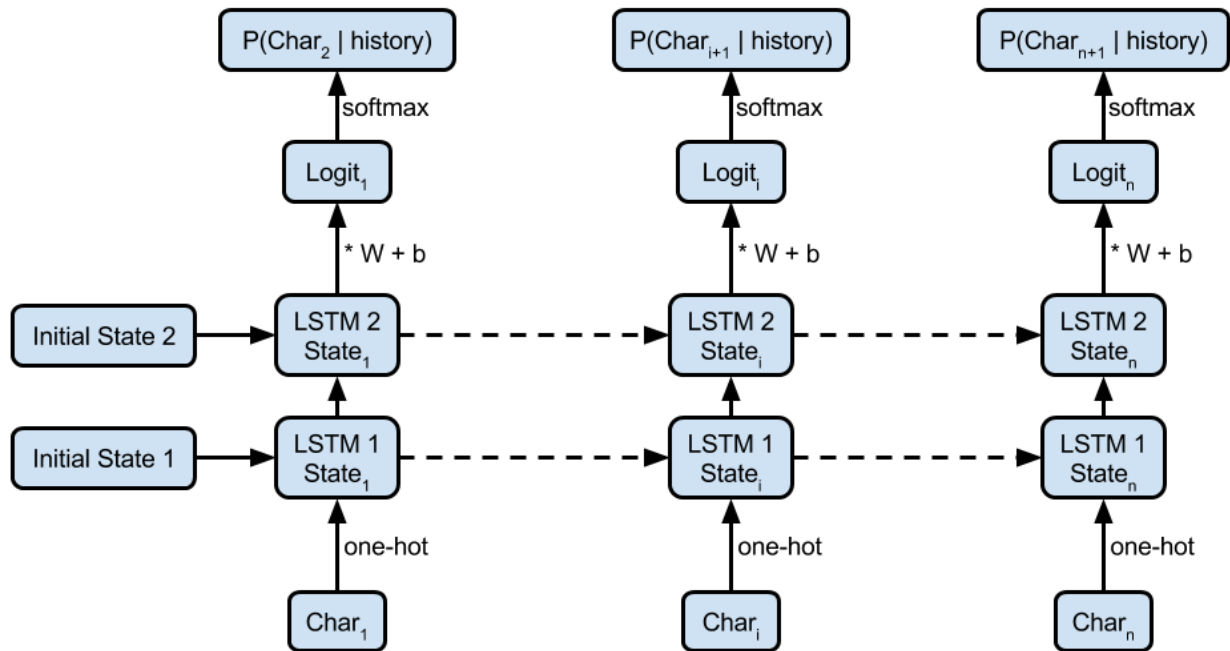 P(Char₂ | history)
P(Charᵢ₊₁ | history)
P(Charₙ₊₁ | history)
softmax
softmax
softmax
Logit₁
Logitᵢ
Logitₙ
* W + b
* W + b
* W + b
Initial State 2
LSTM 2
State₁
LSTM 2
Stateᵢ
LSTM 2
Stateₙ
Initial State 1
LSTM 1
State₁
LSTM 1
Stateᵢ
LSTM 1
Stateₙ
one-hot
one-hot
one-hot
Char₁
Charᵢ
Charₙ